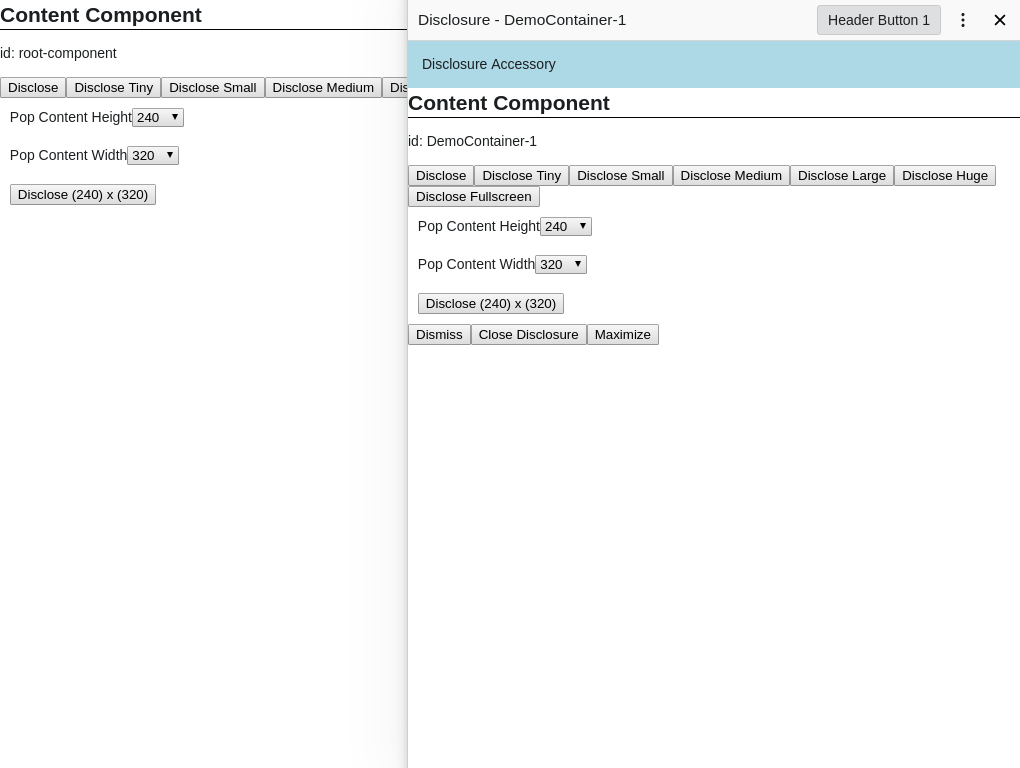 Content Component
id: root-component
Disclose Disclose Tiny Disclose Small Disclose Medium Dis
Pop Content Height 240
Pop Content Width 320
Disclose (240) x (320)
Disclosure - DemoContainer-1 Header Button 1
Disclosure Accessory
Content Component
id: DemoContainer-1
Disclose Disclose Tiny Disclose Small Disclose Medium Disclose Large Disclose Huge
Disclose Fullscreen
Pop Content Height 240
Pop Content Width 320
Disclose (240) x (320)
Dismiss Close Disclosure Maximize